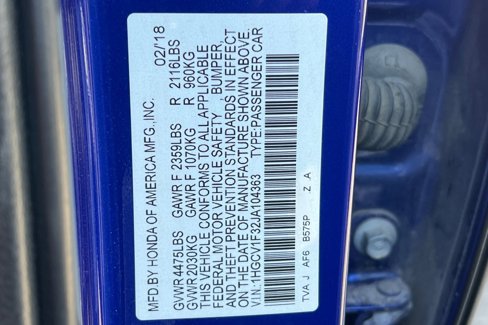 MFD.BY HONDA OF AMERICA MFG.,INC. 02/'18
GVWR 4475LBS GAWR F 2399LBS R 2116LBS
GVWR 2030KG GAWR F 1070KG R 960KG
THIS VEHICLE CONFORMS TO ALL APPLICABLE
FEDERAL MOTOR VEHICLE SAFETY, BUMPER,
AND THEFT PREVENTION STANDARDS IN EFFECT
ON THE DATE OF MANUFACTURE SHOWN ABOVE.
V.I.N:1HGCV1F32JA104363 TYPE:PASSENGER CAR
TVA J AF6 B575P Z A